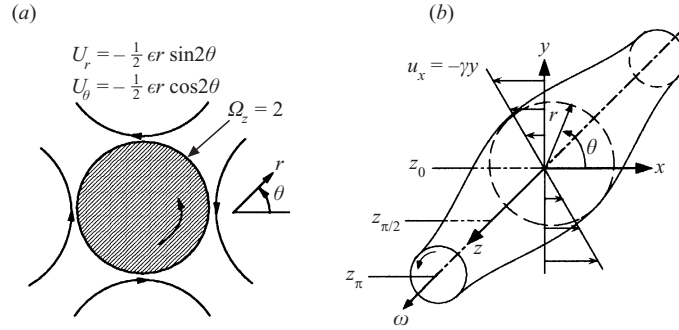 (a)
U_r = − 1/2 ϵr sin2θ
U_θ = − 1/2 ϵr cos2θ
Ω_z = 2
r
θ
(b)
y
u_x = −γy
r
θ
z_0
x
z_{π/2}
z
z_π
ω